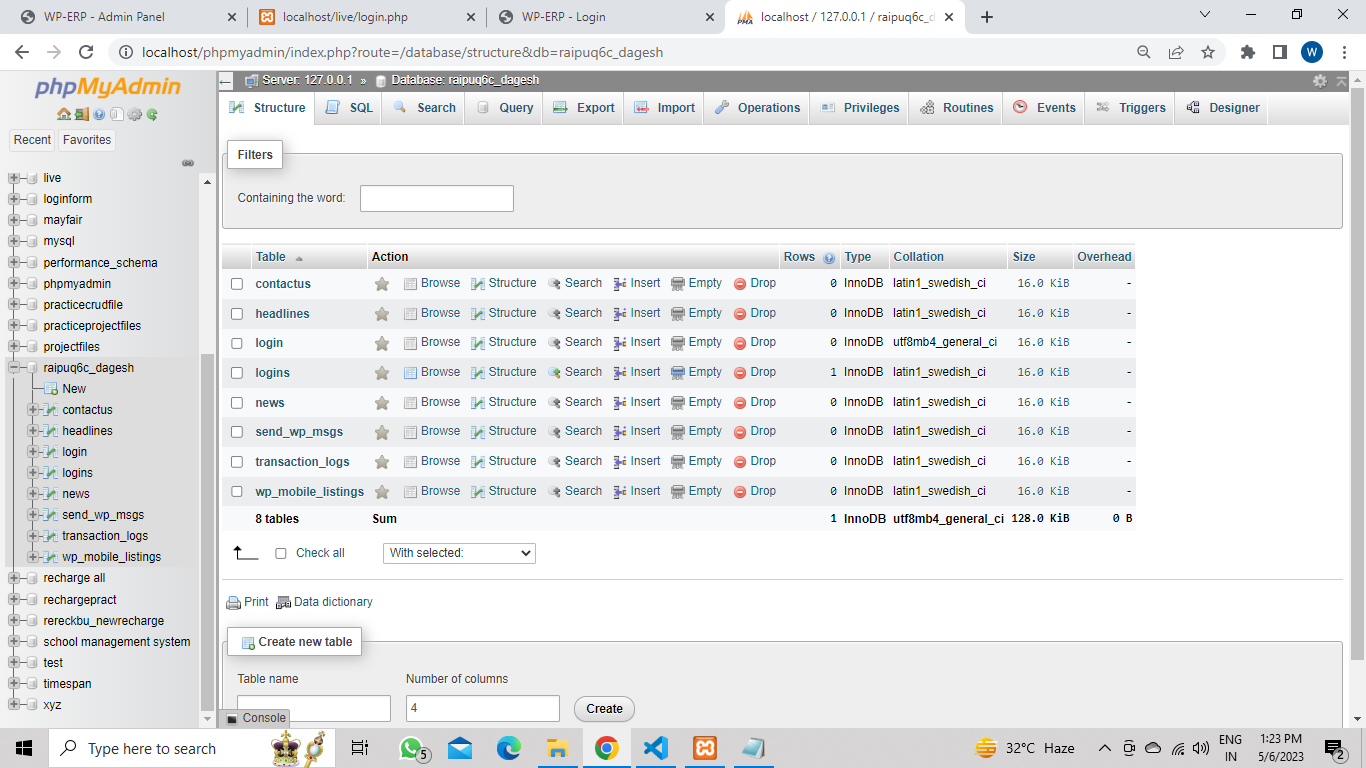 WP-ERP - Admin Panel
localhost/live/login.php
WP-ERP - Login
localhost / 127.0.0.1 / raipuq6c_d
localhost/phpmyadmin/index.php?route=/database/structure&db=raipuq6c_dagesh
W
phpMyAdmin
Recent Favorites
live
loginform
mayfair
mysql
performance_schema
phpmyadmin
practicecrudfile
practiceprojectfiles
projectfiles
raipuq6c_dagesh
New
contactus
headlines
login
logins
news
send_wp_msgs
transaction_logs
wp_mobile_listings
recharge all
rechargepract
rereckbu_newrecharge
school management system
test
timespan
xyz
Server: 127.0.0.1 » Database: raipuq6c_dagesh
Structure SQL Search Query Export Import Operations Privileges Routines Events Triggers Designer
Filters
Containing the word:
Table Action Rows Type Collation Size Overhead
contactus Browse Structure Search Insert Empty Drop 0 InnoDB latin1_swedish_ci 16.0 KiB -
headlines Browse Structure Search Insert Empty Drop 0 InnoDB latin1_swedish_ci 16.0 KiB -
login Browse Structure Search Insert Empty Drop 0 InnoDB utf8mb4_general_ci 16.0 KiB -
logins Browse Structure Search Insert Empty Drop 1 InnoDB latin1_swedish_ci 16.0 KiB -
news Browse Structure Search Insert Empty Drop 0 InnoDB latin1_swedish_ci 16.0 KiB -
send_wp_msgs Browse Structure Search Insert Empty Drop 0 InnoDB latin1_swedish_ci 16.0 KiB -
transaction_logs Browse Structure Search Insert Empty Drop 0 InnoDB latin1_swedish_ci 16.0 KiB -
wp_mobile_listings Browse Structure Search Insert Empty Drop 0 InnoDB latin1_swedish_ci 16.0 KiB -
8 tables Sum 1 InnoDB utf8mb4_general_ci 128.0 KiB 0 B
Check all With selected:
Print Data dictionary
Create new table
Table name Number of columns
4 Create
Console
Type here to search
5
32°C Haze
ENG
IN
1:23 PM
5/6/2023
2